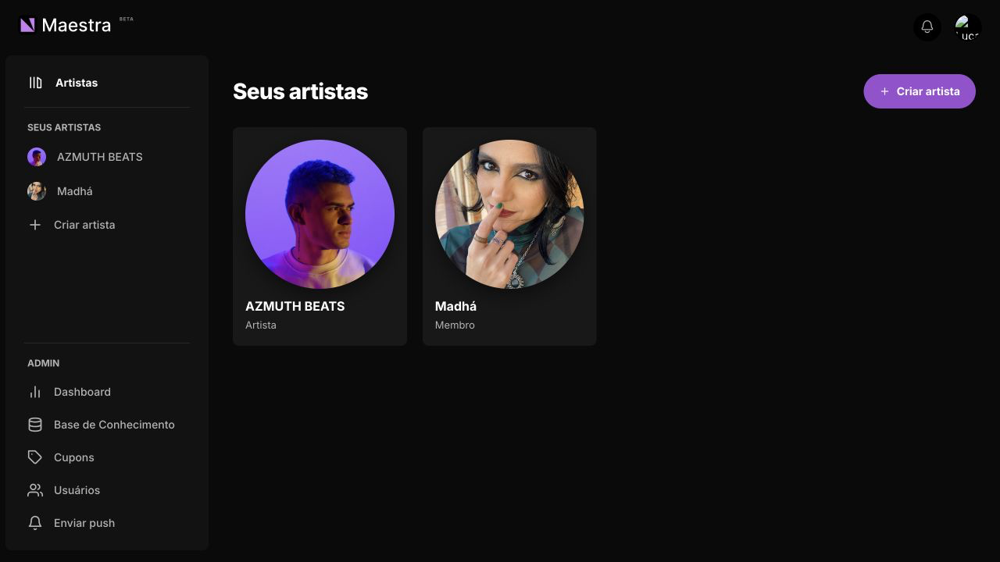 Maestra BETA
Artistas
SEUS ARTISTAS
AZMUTH BEATS
Madhá
Criar artista
ADMIN
Dashboard
Base de Conhecimento
Cupons
Usuários
Enviar push
Seus artistas
Criar artista
AZMUTH BEATS
Artista
Madhá
Membro